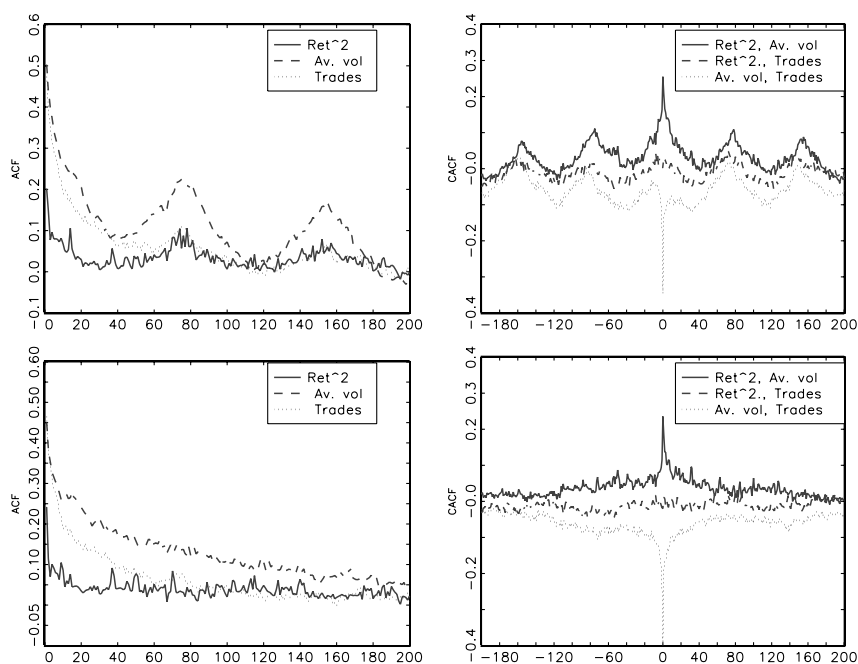 0.6
0.5
0.4
0.3
0.2
0.1
0.0
0.1
ACF
Ret^2
Av. vol
Trades
I 0 20 40 60 80 100 120 140 160 180 200
0.4
0.2
-0.0
-0.2
0.4
CACF
Ret^2, Av. vol
Ret^2., Trades
Av. vol, Trades
I -180 -120 -60 0 40 80 120 160 200
0.60
0.50
0.40
0.30
0.20
0.10
-0.05
ACF
Ret^2
Av. vol
Trades
0 20 40 60 80 100 120 140 160 180 200
0.4
0.2
-0.0
-0.2
0.4
CACF
Ret^2, Av. vol
Ret^2., Trades
Av. vol, Trades
I -180 -120 -60 0 40 80 120 160 200